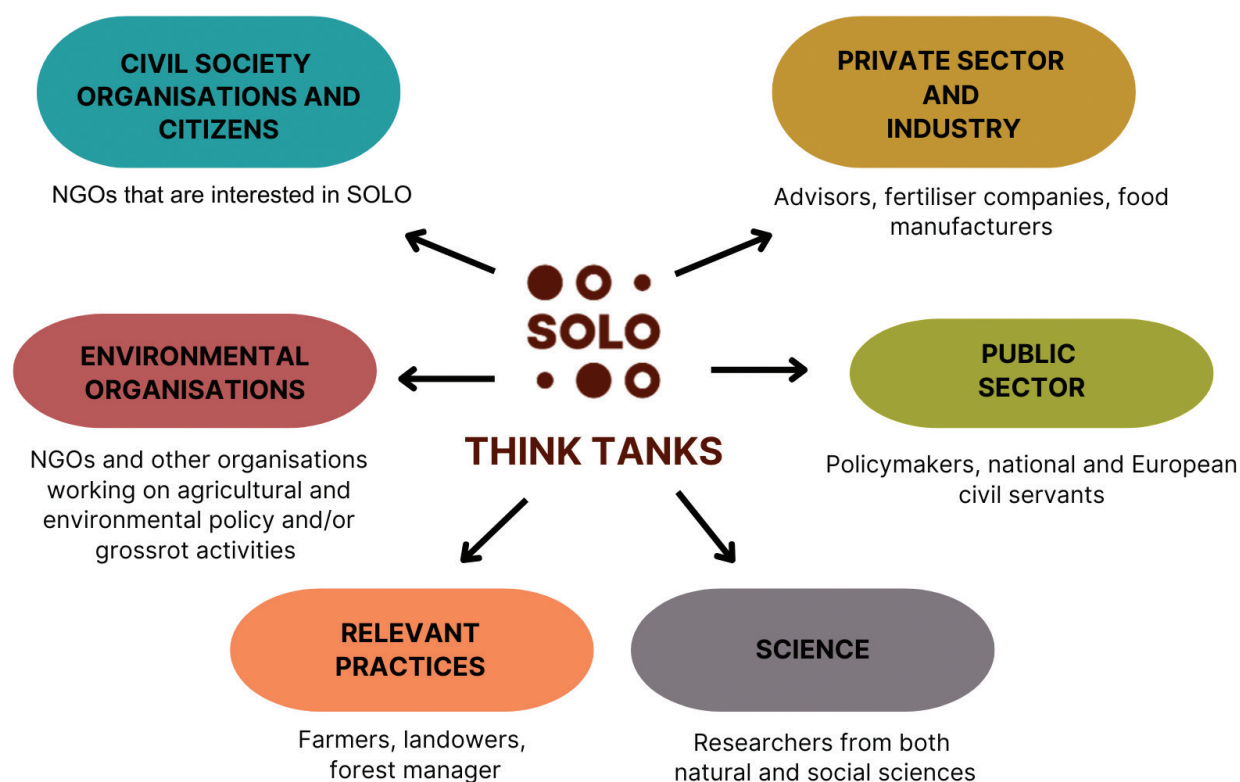 CIVIL SOCIETY
ORGANISATIONS AND
CITIZENS
NGOs that are interested in SOLO
PRIVATE SECTOR
AND
INDUSTRY
Advisors, fertiliser companies, food
manufacturers
SOLO
THINK TANKS
ENVIRONMENTAL
ORGANISATIONS
NGOs and other organisations
working on agricultural and
environmental policy and/or
grossrot activities
PUBLIC
SECTOR
Policymakers, national and European
civil servants
RELEVANT
PRACTICES
Farmers, landowers,
forest manager
SCIENCE
Researchers from both
natural and social sciences